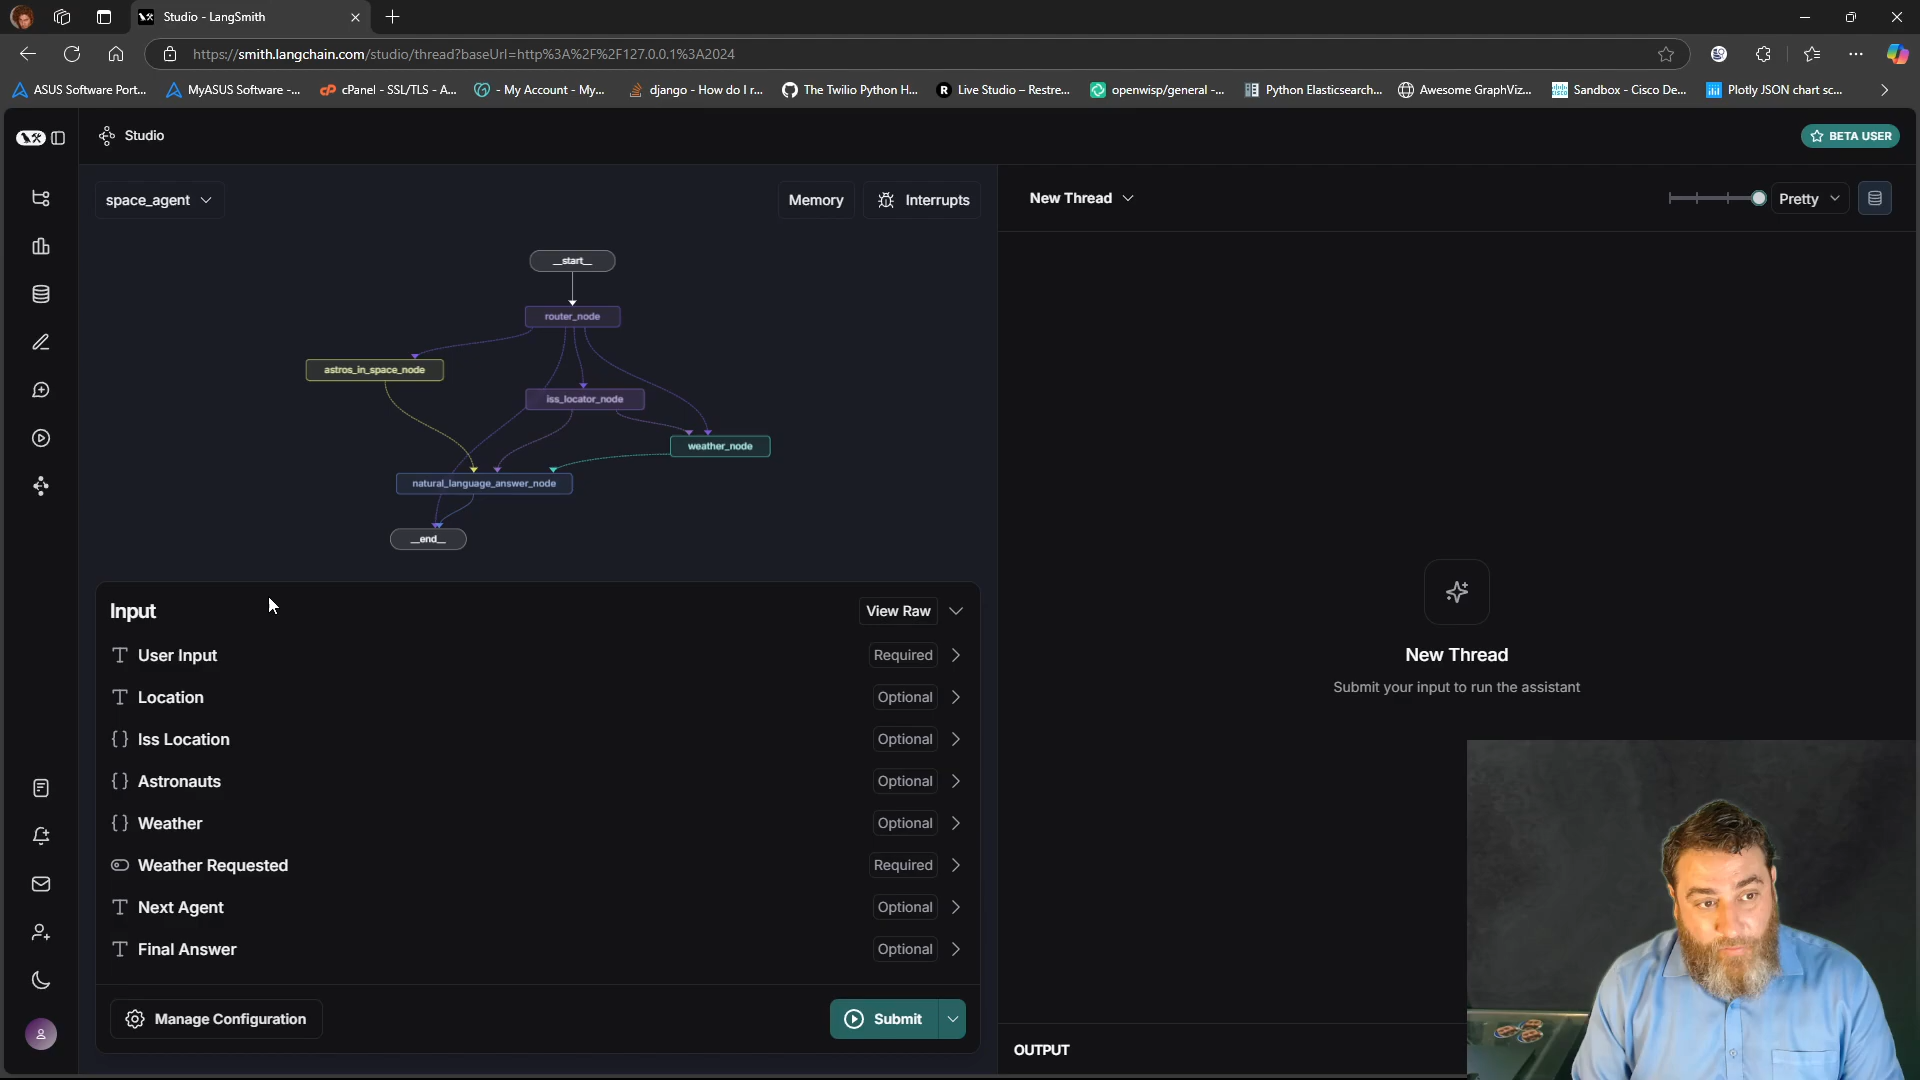 Studio - LangSmith
https://smith.langchain.com/studio/thread?baseUrl=http%3A%2F%2F127.0.0.1%3A2024
ASUS Software Port...
MyASUS Software -...
cPanel - SSL/TLS - A...
- My Account - My...
django - How do I r...
The Twilio Python H...
Live Studio – Restre...
openwisp/general -...
Python Elasticsearch...
Awesome GraphViz...
Sandbox - Cisco De...
Plotly JSON chart sc...
Studio
BETA USER
space_agent
Memory
Interrupts
New Thread
Pretty
__start__
router_node
astros_in_space_node
iss_locator_node
weather_node
natural_language_answer_node
__end__
Input
View Raw
User Input
Required
Location
Optional
Iss Location
Optional
Astronauts
Optional
Weather
Optional
Weather Requested
Required
Next Agent
Optional
Final Answer
Optional
Manage Configuration
Submit
New Thread
Submit your input to run the assistant
OUTPUT